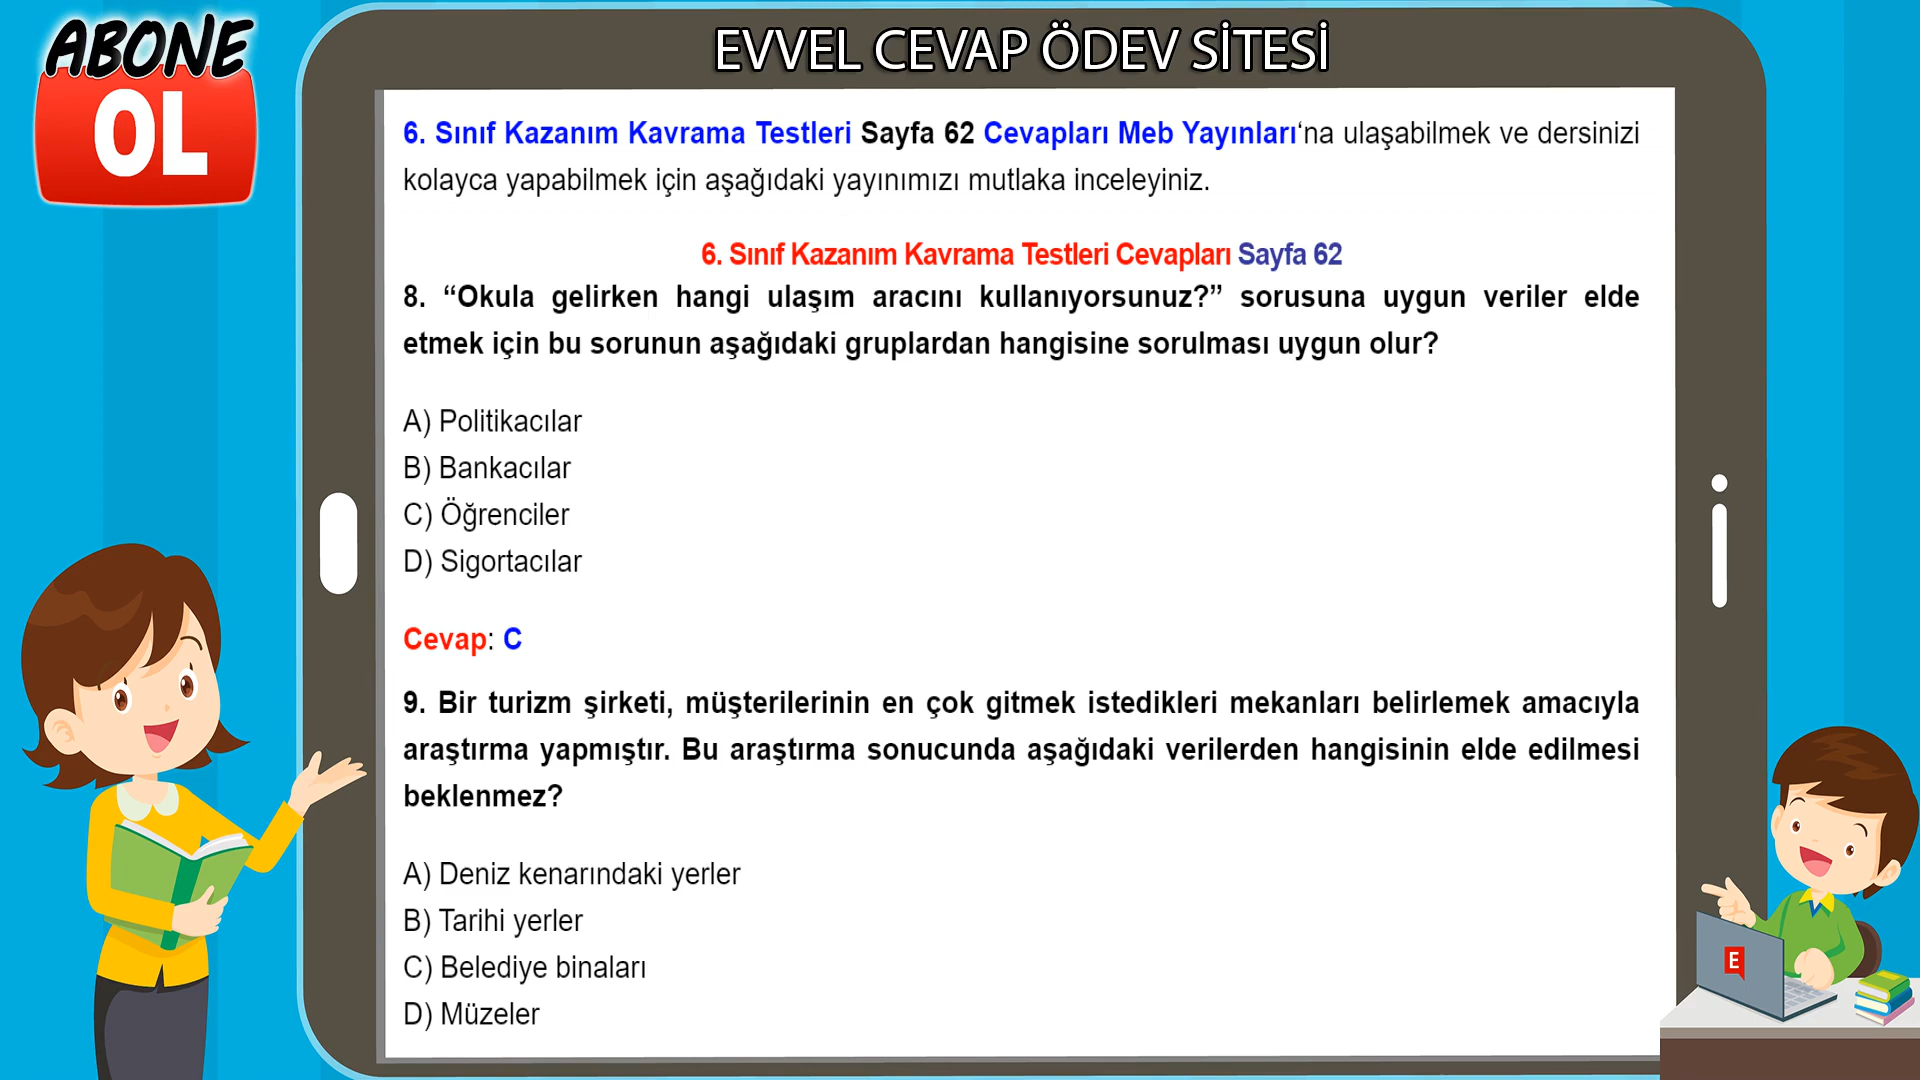 ABONE
OL
EVVEL CEVAP ÖDEV SİTESİ
6. Sınıf Kazanım Kavrama Testleri Sayfa 62 Cevapları Meb Yayınları‘na ulaşabilmek ve dersinizi
kolayca yapabilmek için aşağıdaki yayınımızı mutlaka inceleyiniz.
6. Sınıf Kazanım Kavrama Testleri Cevapları Sayfa 62
8. “Okula gelirken hangi ulaşım aracını kullanıyorsunuz?” sorusuna uygun veriler elde
etmek için bu sorunun aşağıdaki gruplardan hangisine sorulması uygun olur?
A) Politikacılar
B) Bankacılar
C) Öğrenciler
D) Sigortacılar
Cevap: C
9. Bir turizm şirketi, müşterilerinin en çok gitmek istedikleri mekanları belirlemek amacıyla
araştırma yapmıştır. Bu araştırma sonucunda aşağıdaki verilerden hangisinin elde edilmesi
beklenmez?
A) Deniz kenarındaki yerler
B) Tarihi yerler
C) Belediye binaları
D) Müzeler
E